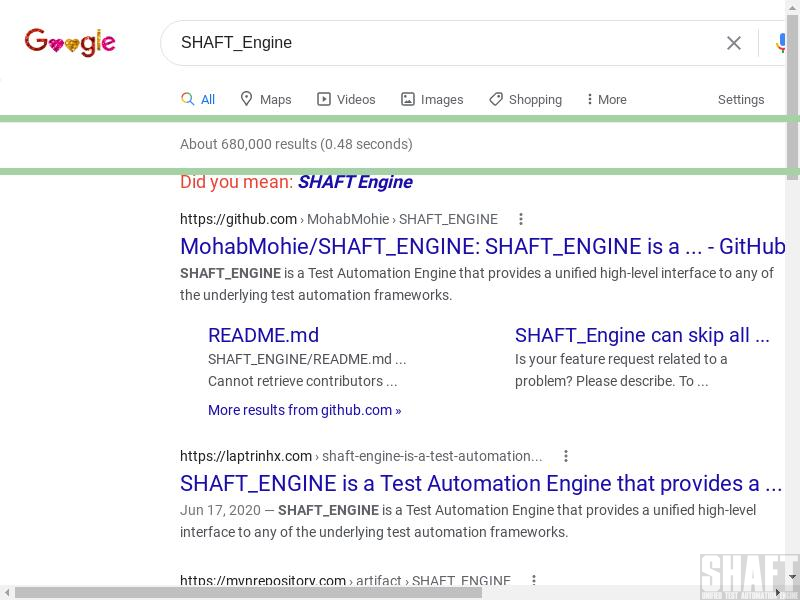 Google
SHAFT_Engine
All Maps Videos Images Shopping More Settings
About 680,000 results (0.48 seconds)
Did you mean: SHAFT Engine
https://github.com › MohabMohie › SHAFT_ENGINE
MohabMohie/SHAFT_ENGINE: SHAFT_ENGINE is a ... - GitHub
SHAFT_ENGINE is a Test Automation Engine that provides a unified high-level interface to any of
the underlying test automation frameworks.
README.md
SHAFT_ENGINE/README.md ...
Cannot retrieve contributors ...
SHAFT_Engine can skip all ...
Is your feature request related to a
problem? Please describe. To ...
More results from github.com »
https://laptrinhx.com › shaft-engine-is-a-test-automation...
SHAFT_ENGINE is a Test Automation Engine that provides a ...
Jun 17, 2020 — SHAFT_ENGINE is a Test Automation Engine that provides a unified high-level
interface to any of the underlying test automation frameworks.
https://mvnrepository.com › artifact › SHAFT_ENGINE
SHAFT
UNIFIED TEST AUTOMATION ENGINE